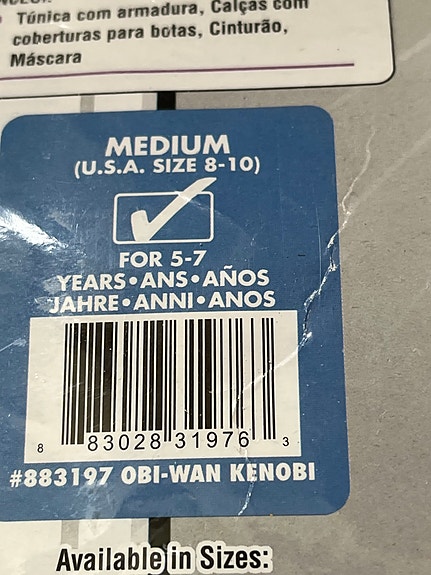 Túnica com armadura, Calças com
coberturas para botas, Cinturão,
Máscara
MEDIUM
(U.S.A. SIZE 8-10)
FOR 5-7
YEARS•ANS•AÑOS
JAHRE•ANNI•ANOS
8 83028 31976 3
#883197 OBI-WAN KENOBI
Available in Sizes: